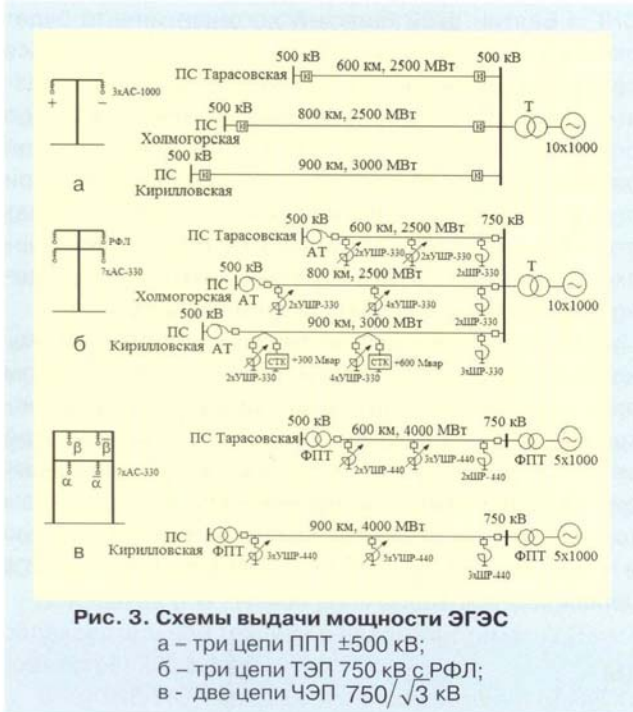 500 кВ
600 км, 2500 МВт
500 кВ
ПС Тарасовская
И
И
3хАС-1000
+
−
500 кВ
800 км, 2500 МВт
Т
ПС
Холмогорская
И
И
10х1000
500 кВ
900 км, 3000 МВт
ПС
Кирилловская
И
И
а
500 кВ
600 км, 2500 МВт
750 кВ
ПС Тарасовская
АТ
2хУШР-330
2хУШР-330
2хШР-330
РФЛ
7хАС-330
500 кВ
800 км, 2500 МВт
Т
ПС
Холмогорская
АТ
2хУШР-330
4хУШР-330
2хШР-330
10х1000
500 кВ
900 км, 3000 МВт
ПС
Кирилловская
АТ
СТК
+300 Мвар
СТК
+600 Мвар
2хУШР-330
4хУШР-330
3хШР-330
б
500 кВ
600 км, 4000 МВт
750 кВ
ПС Тарасовская
ФПТ
2хУШР-440
3хУШР-440
2хШР-440
ФПТ
5х1000
β
β
α
α
7хАС-330
900 км, 4000 МВт
750 кВ
ПС
Кирилловская
ФПТ
3хУШР-440
5хУШР-440
3хШР-440
ФПТ
5х1000
в
Рис. 3. Схемы выдачи мощности ЭГЭС
а – три цепи ППТ ±500 кВ;
б – три цепи ТЭП 750 кВ с РФЛ;
в - две цепи ЧЭП 750/√3 кВ